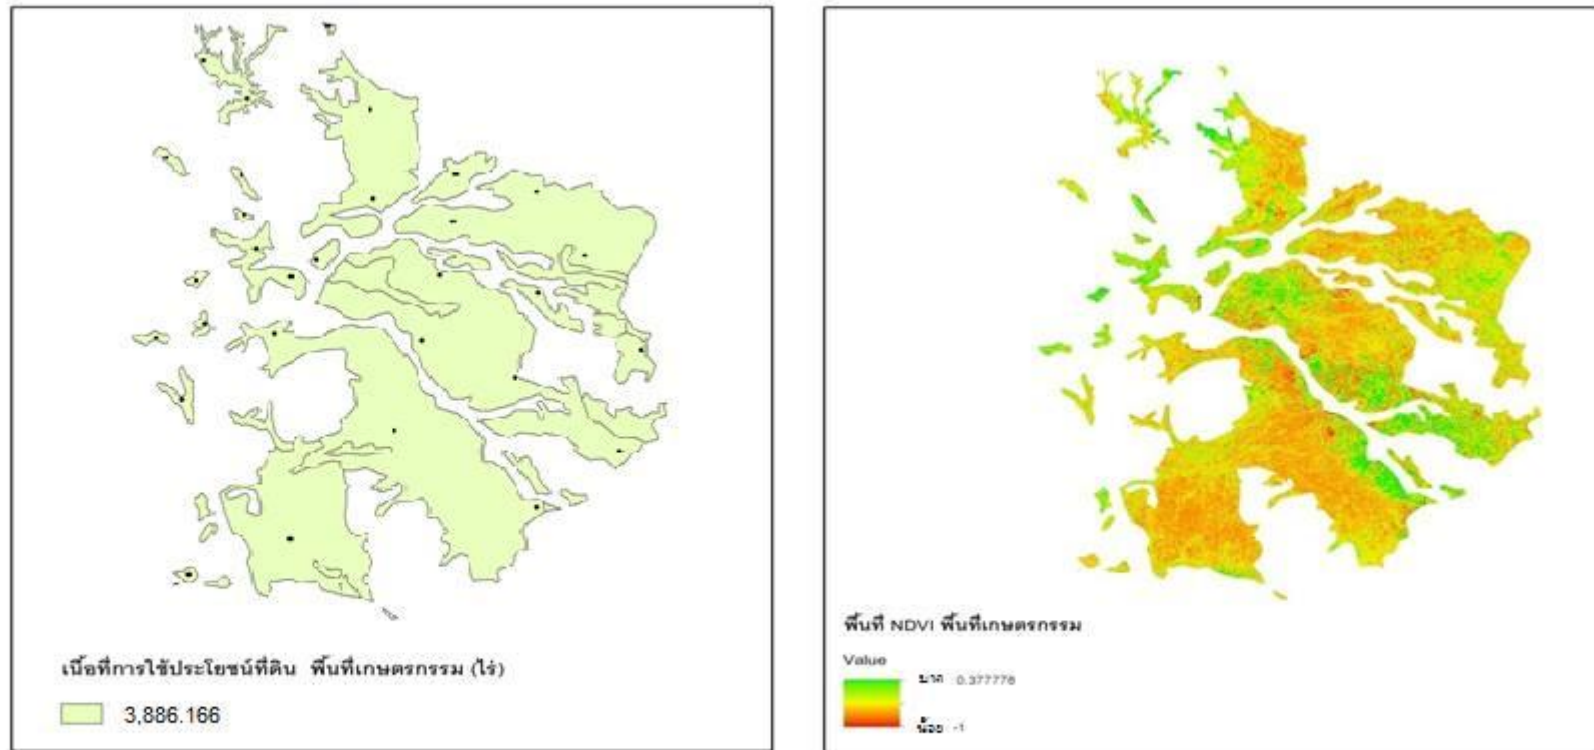 เนื้อที่การใช้ประโยชน์ที่ดิน พื้นที่เกษตรกรรม (ไร่)
3,886.166
พื้นที่ NDVI พื้นที่เกษตรกรรม
Value
มาก 0.377778
น้อย -1